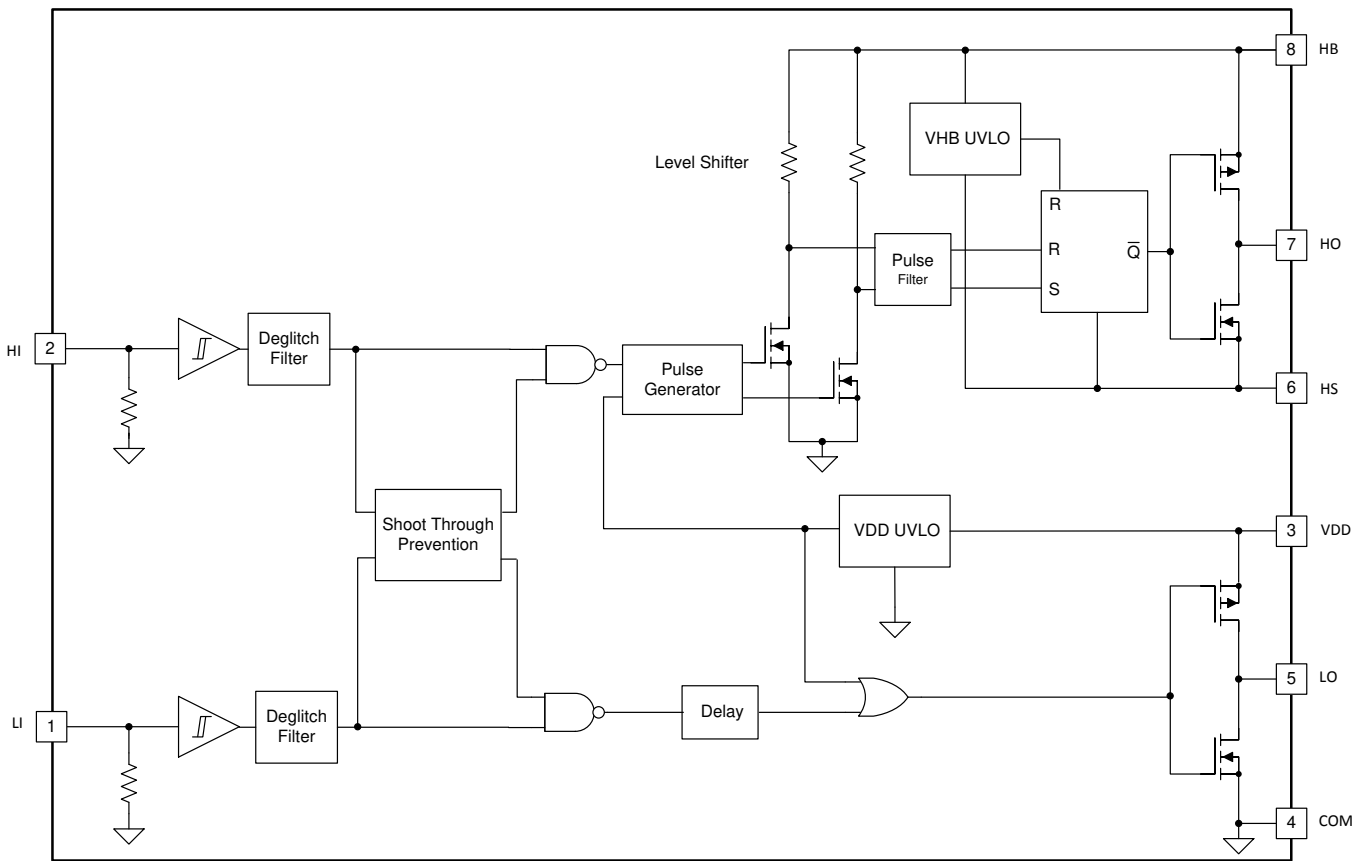 8 HB
Level Shifter
VHB UVLO
R
R
S
Q̅
Pulse
Filter
7 HO
HI 2
Deglitch
Filter
Pulse
Generator
6 HS
Shoot Through
Prevention
VDD UVLO
3 VDD
LI 1
Deglitch
Filter
Delay
5 LO
4 COM